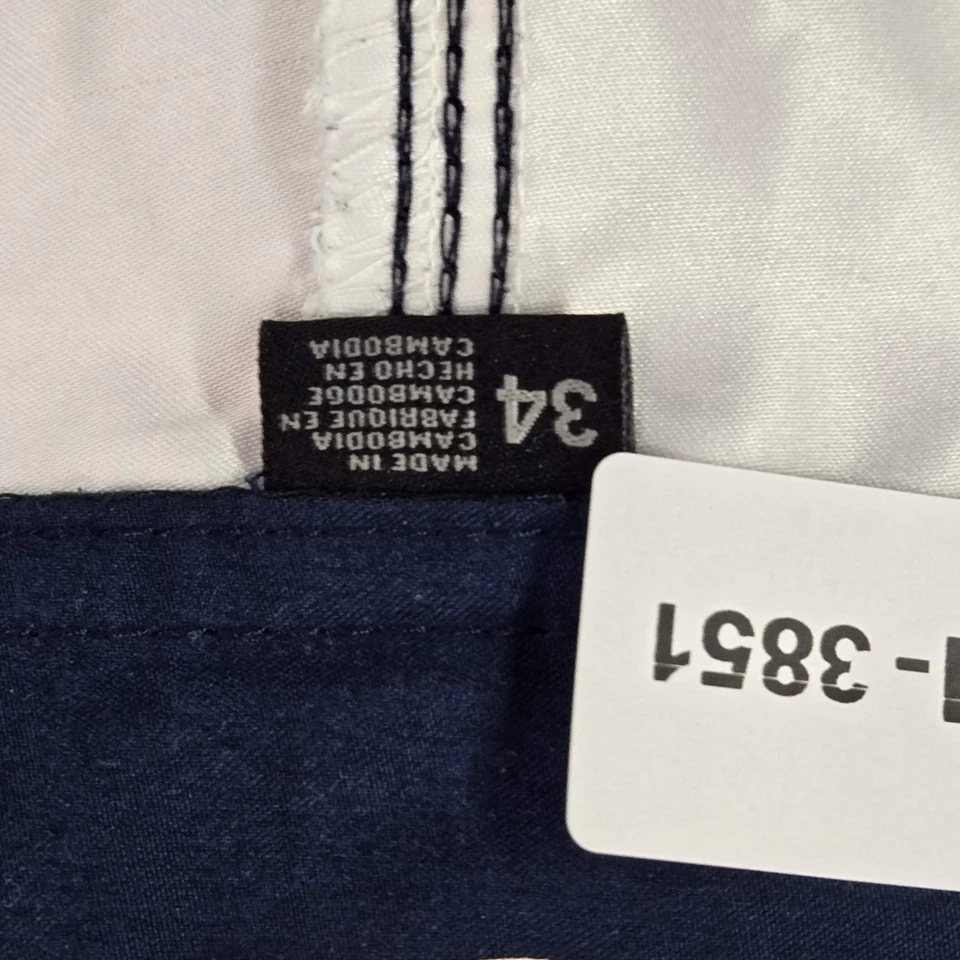 34
MADE IN
CAMBODIA
FABRIQUE EN
CAMBODGE
HECHO EN
CAMBODIA
- 3851